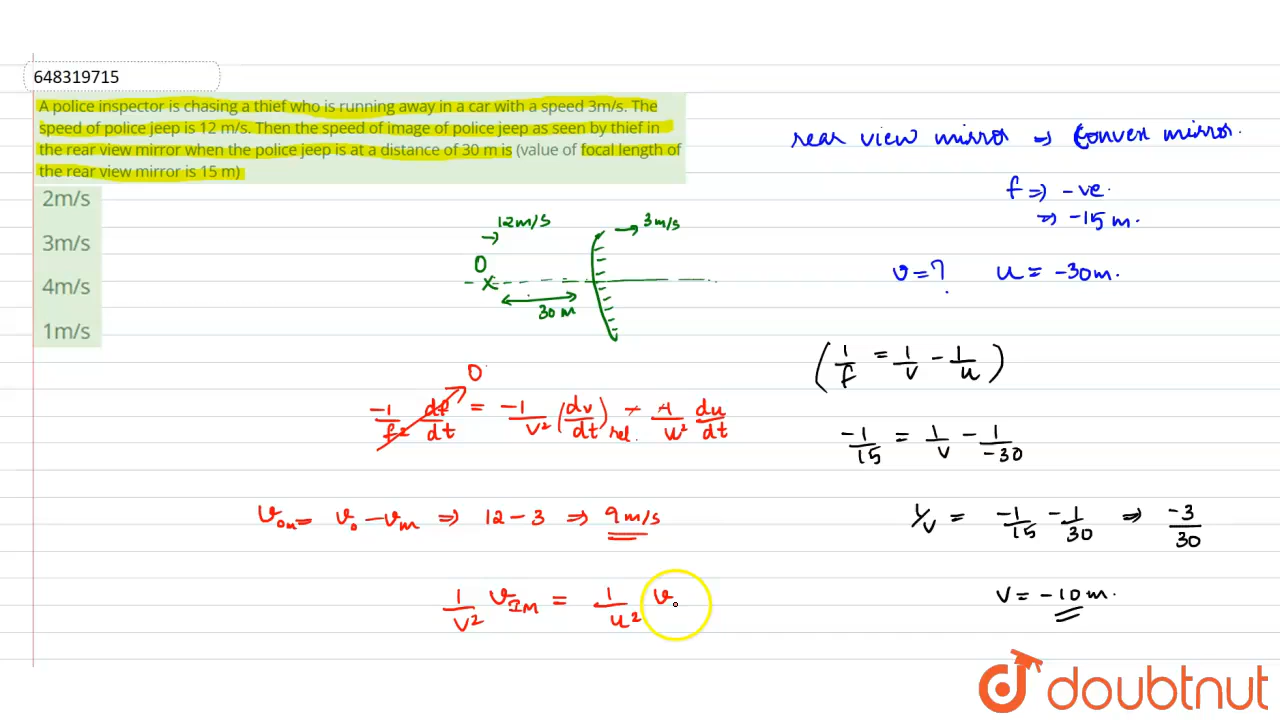 648319715
A police inspector is chasing a thief who is running away in a car with a speed 3m/s. The
speed of police jeep is 12 m/s. Then the speed of image of police jeep as seen by thief in
the rear view mirror when the police jeep is at a distance of 30 m is (value of focal length of
the rear view mirror is 15 m)
2m/s
3m/s
4m/s
1m/s
rear view mirror ⇒ Convex mirror.
f ⇒ -ve.
⇒ -15 m.
v = ? u = -30m.
12 m/s
3 m/s
O
30 m
(1/f = 1/v - 1/u)
0
-1/f² df/dt = -1/v² (dv/dt)rel. + 1/u² du/dt
-1/15 = 1/v - 1/-30
vom = vo - vm ⇒ 12 - 3 ⇒ 9 m/s
1/v = -1/15 - 1/30 ⇒ -3/30
1/v² vIm = 1/u² v
v = -10 m.
doubtnut